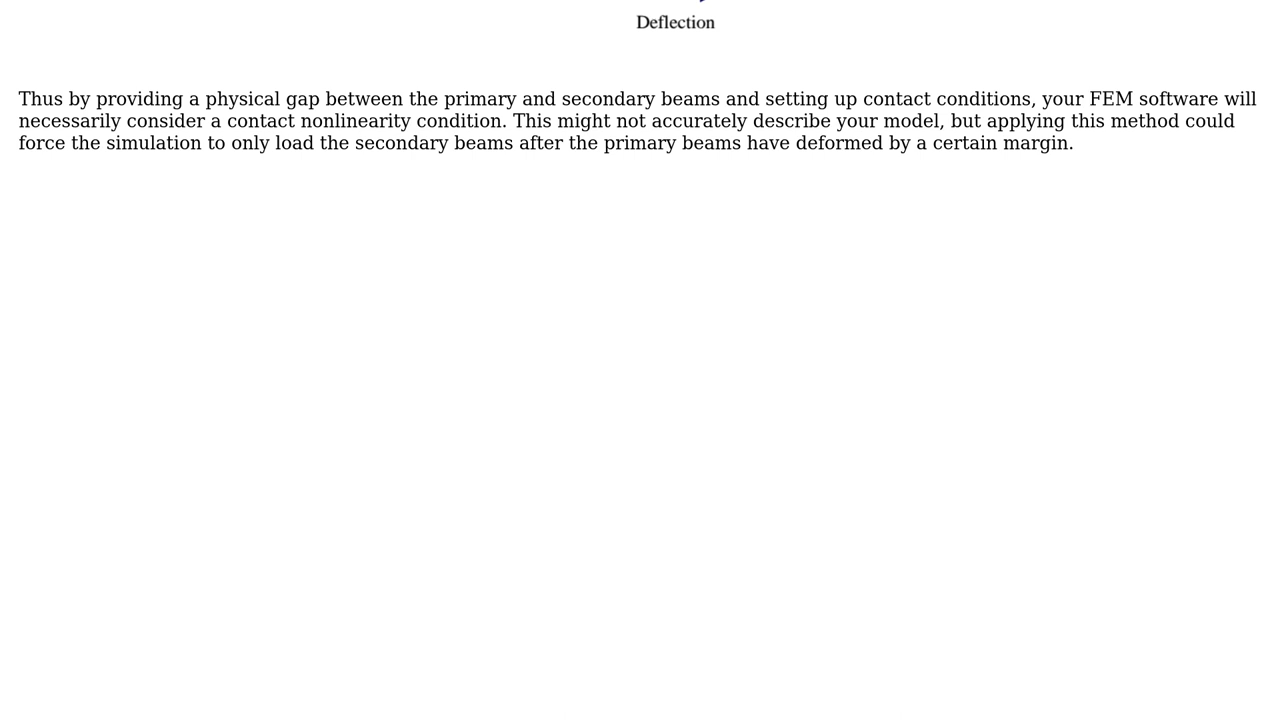 Deflection
Thus by providing a physical gap between the primary and secondary beams and setting up contact conditions, your FEM software will
necessarily consider a contact nonlinearity condition. This might not accurately describe your model, but applying this method could
force the simulation to only load the secondary beams after the primary beams have deformed by a certain margin.